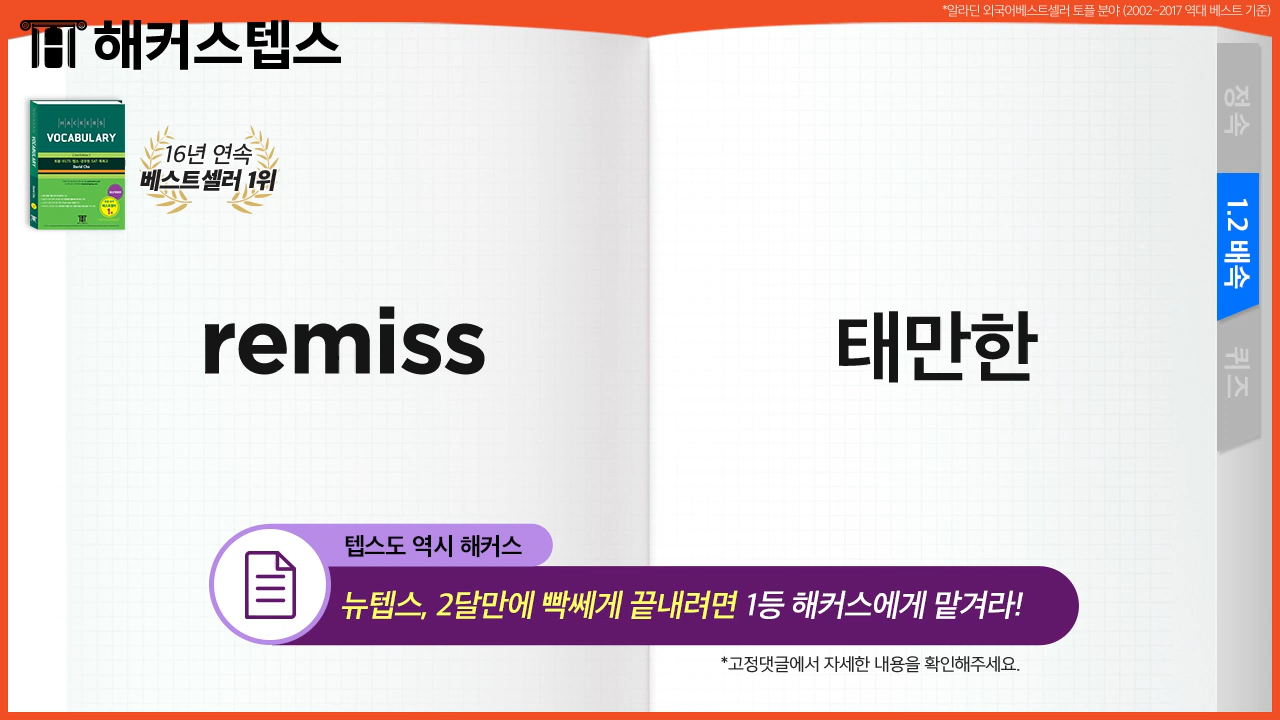 *알라딘 외국어베스트셀러 토플 분야 (2002~2017 역대 베스트 기준)
해커스텝스
HACKERS
VOCABULARY
David Cho
VOCABULARY
16년 연속
베스트셀러 1위
정속
1.2 배속
퀴즈
remiss
태만한
텝스도 역시 해커스
뉴텝스, 2달만에 빡쎄게 끝내려면 1등 해커스에게 맡겨라!
*고정댓글에서 자세한 내용을 확인해주세요.